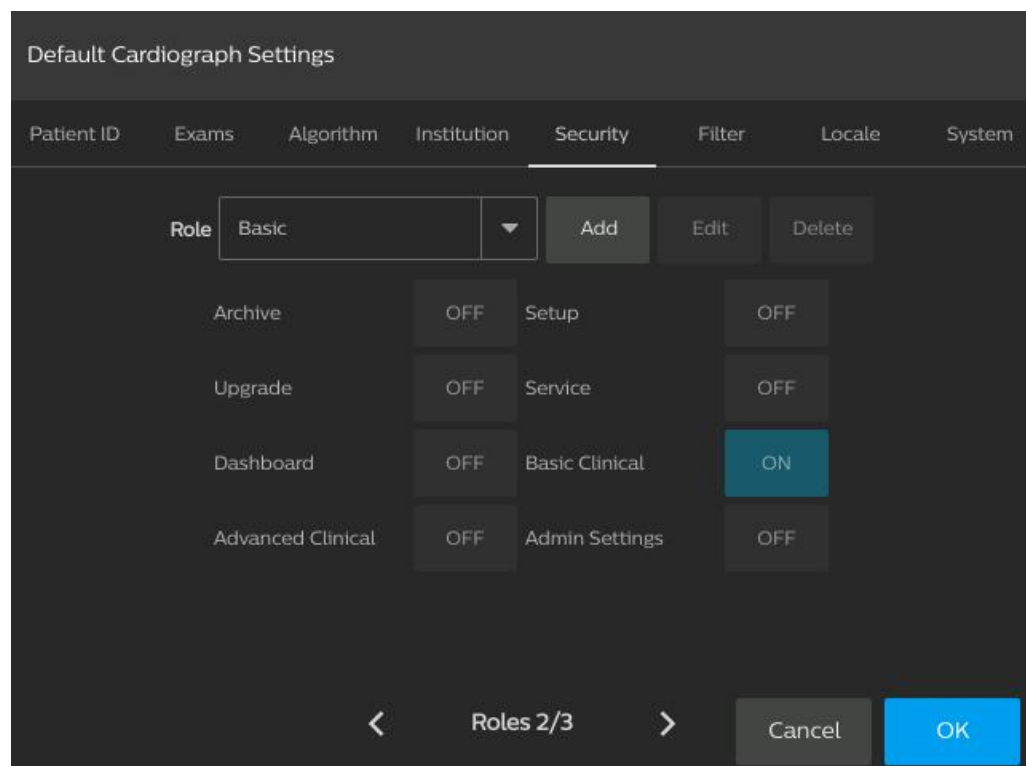 Default Cardiograph Settings
Patient ID Exams Algorithm Institution Security Filter Locale System
Role Basic Add Edit Delete
Archive OFF Setup OFF
Upgrade OFF Service OFF
Dashboard OFF Basic Clinical ON
Advanced Clinical OFF Admin Settings OFF
Roles 2/3 Cancel OK